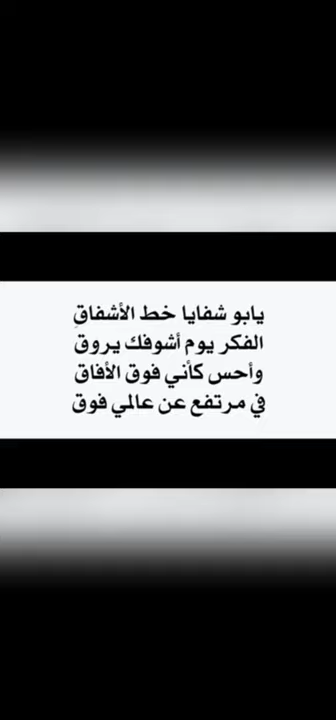 يابو شفايا خط الأشفاقِ
الفكر يوم أشوفك يروق
وأحس كأني فوق الأفاق
في مرتفع عن عالمي فوق